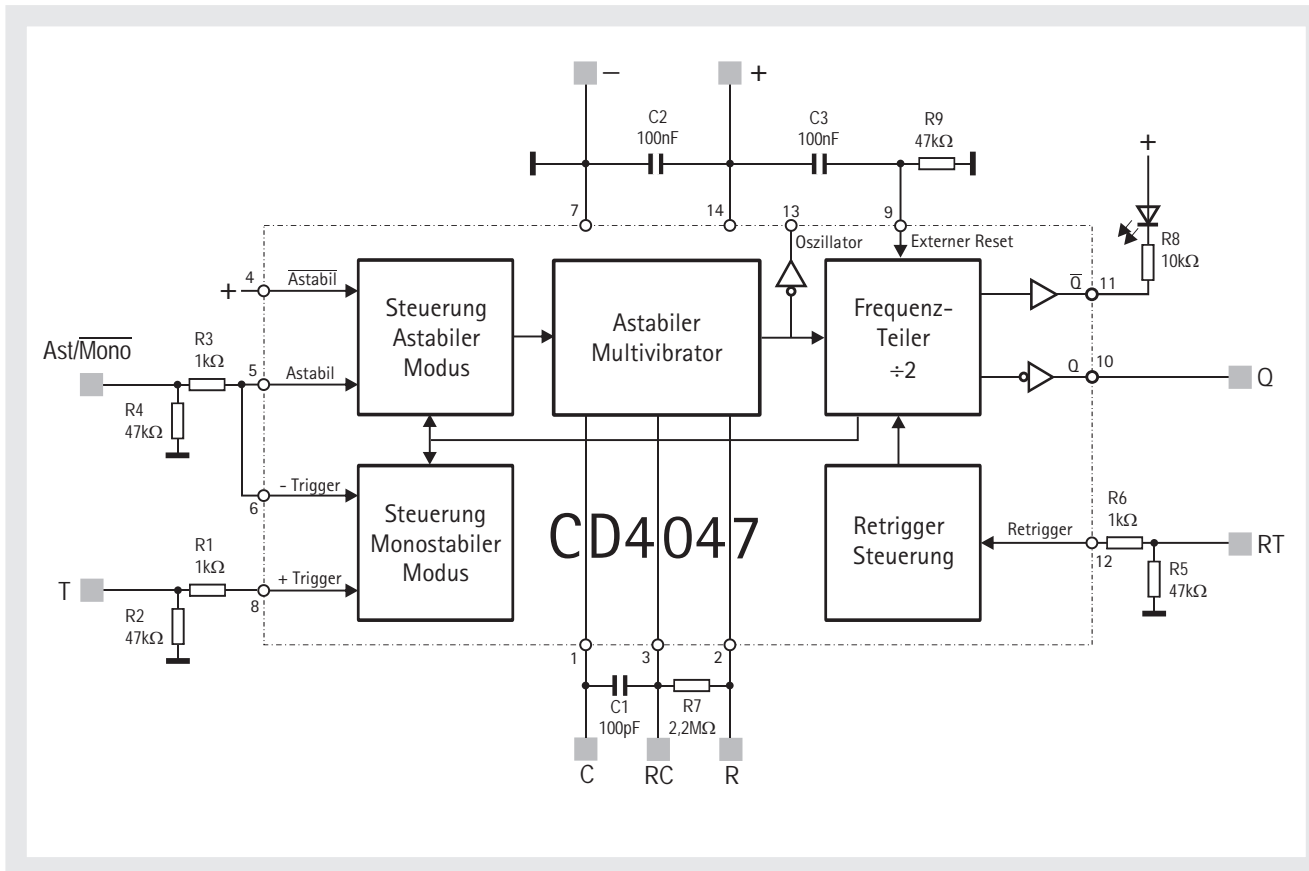 −
+
C2
100nF
C3
100nF
R9
47kΩ
+
7
14
13
9
Oszillator
Externer Reset
R8
10kΩ
+
4
Astabil
Steuerung
Astabiler
Modus
Astabiler
Multivibrator
Frequenz-
Teiler
÷2
Q
11
Ast/Mono
R3
1kΩ
5
Astabil
Q
10
Q
R4
47kΩ
- Trigger
6
Steuerung
Monostabiler
Modus
CD4047
Retrigger
Steuerung
Retrigger
R6
1kΩ
12
RT
R5
47kΩ
T
R1
1kΩ
+ Trigger
8
R2
47kΩ
1
3
2
C1
100pF
R7
2,2MΩ
C
RC
R